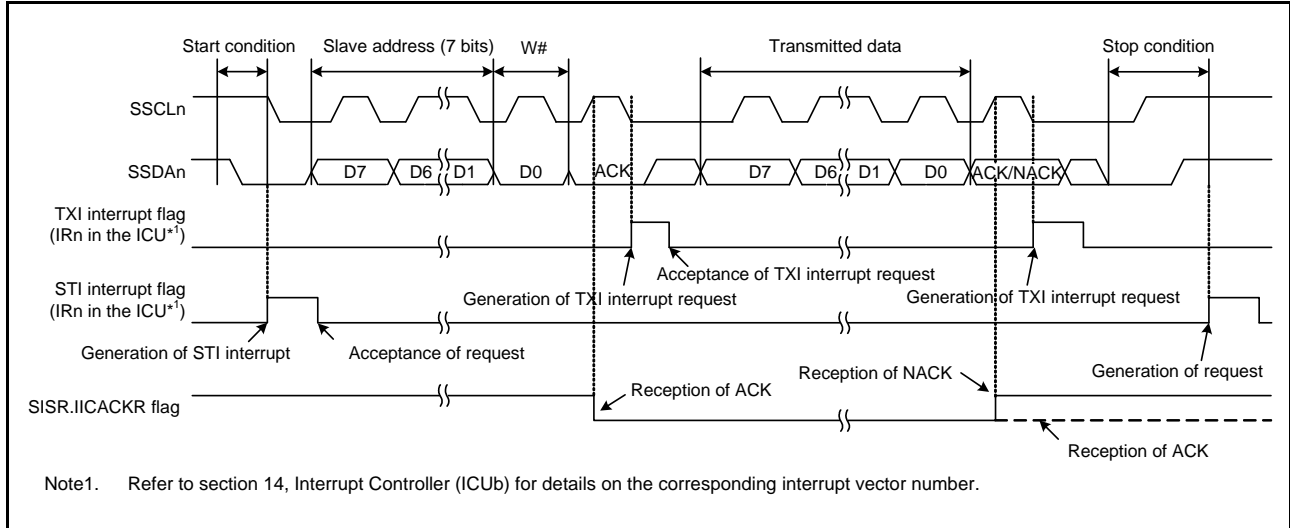 Start condition
Slave address (7 bits)
W#
Transmitted data
Stop condition
SSCLn
SSDAn
D7
D6
D1
D0
ACK
D7
D6
D1
D0
ACK/NACK
TXI interrupt flag
(IRn in the ICU*1)
Acceptance of TXI interrupt request
Generation of TXI interrupt request
Generation of TXI interrupt request
STI interrupt flag
(IRn in the ICU*1)
Generation of STI interrupt
Acceptance of request
Generation of request
SISR.IICACKR flag
Reception of ACK
Reception of NACK
Reception of ACK
Note1. Refer to section 14, Interrupt Controller (ICUb) for details on the corresponding interrupt vector number.